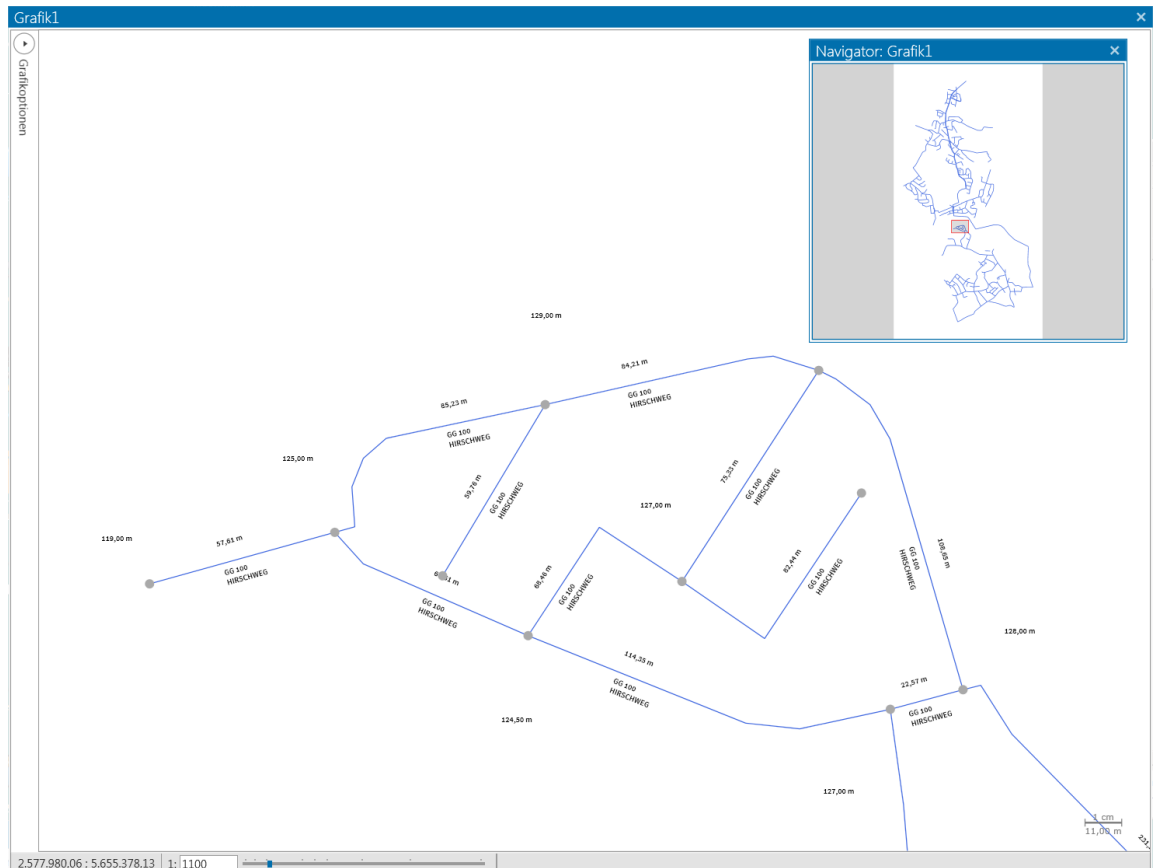 Grafik1
Grafikoptionen
Navigator: Grafik1
129,00 m
84,21 m
GG 100
HIRSCHWEG
85,23 m
GG 100
HIRSCHWEG
125,00 m
59,76 m
GG 100
HIRSCHWEG
75,33 m
GG 100
HIRSCHWEG
127,00 m
119,00 m
57,61 m
GG 100
HIRSCHWEG
108,85 m
GG 100
HIRSCHWEG
82,44 m
GG 100
HIRSCHWEG
68,46 m
GG 100
HIRSCHWEG
GG 100
HIRSCHWEG
128,00 m
114,35 m
GG 100
HIRSCHWEG
22,57 m
GG 100
HIRSCHWEG
124,50 m
127,00 m
1 cm
11,00 m
2.577.980,06 : 5.655.378,13
1: 1100